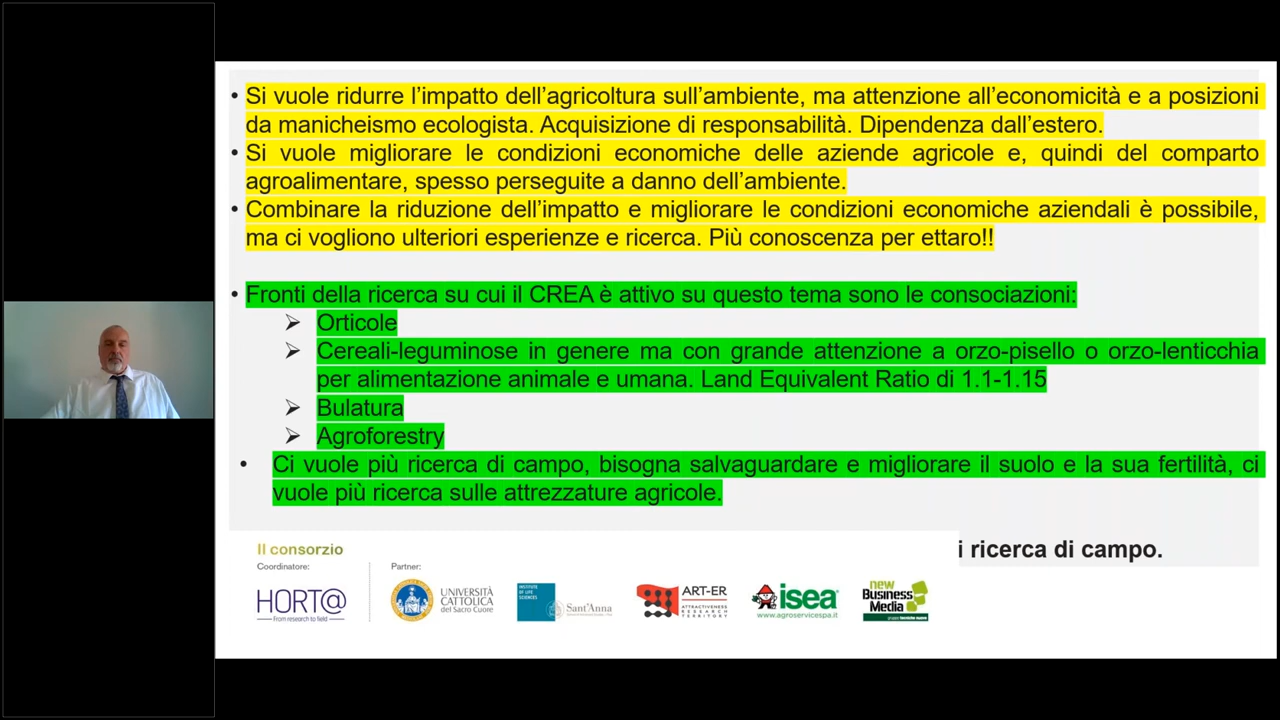 • Si vuole ridurre l'impatto dell'agricoltura sull'ambiente, ma attenzione all'economicità e a posizioni
da manicheismo ecologista. Acquisizione di responsabilità. Dipendenza dall'estero.
• Si vuole migliorare le condizioni economiche delle aziende agricole e, quindi del comparto
agroalimentare, spesso perseguite a danno dell'ambiente.
• Combinare la riduzione dell'impatto e migliorare le condizioni economiche aziendali è possibile,
ma ci vogliono ulteriori esperienze e ricerca. Più conoscenza per ettaro!!
• Fronti della ricerca su cui il CREA è attivo su questo tema sono le consociazioni:
➢ Orticole
➢ Cereali-leguminose in genere ma con grande attenzione a orzo-pisello o orzo-lenticchia
per alimentazione animale e umana. Land Equivalent Ratio di 1.1-1.15
➢ Bulatura
➢ Agroforestry
• Ci vuole più ricerca di campo, bisogna salvaguardare e migliorare il suolo e la sua fertilità, ci
vuole più ricerca sulle attrezzature agricole.
i ricerca di campo.
Il consorzio
Coordinatore:
Partner:
HORT@
From research to field
UNIVERSITÀ
CATTOLICA
del Sacro Cuore
INSTITUTE
OF LIFE
SCIENCES
Sant'Anna
ART-ER
ATTRACTIVENESS
RESEARCH
TERRITORY
isea
www.agroservicespa.it
new
Business
Media